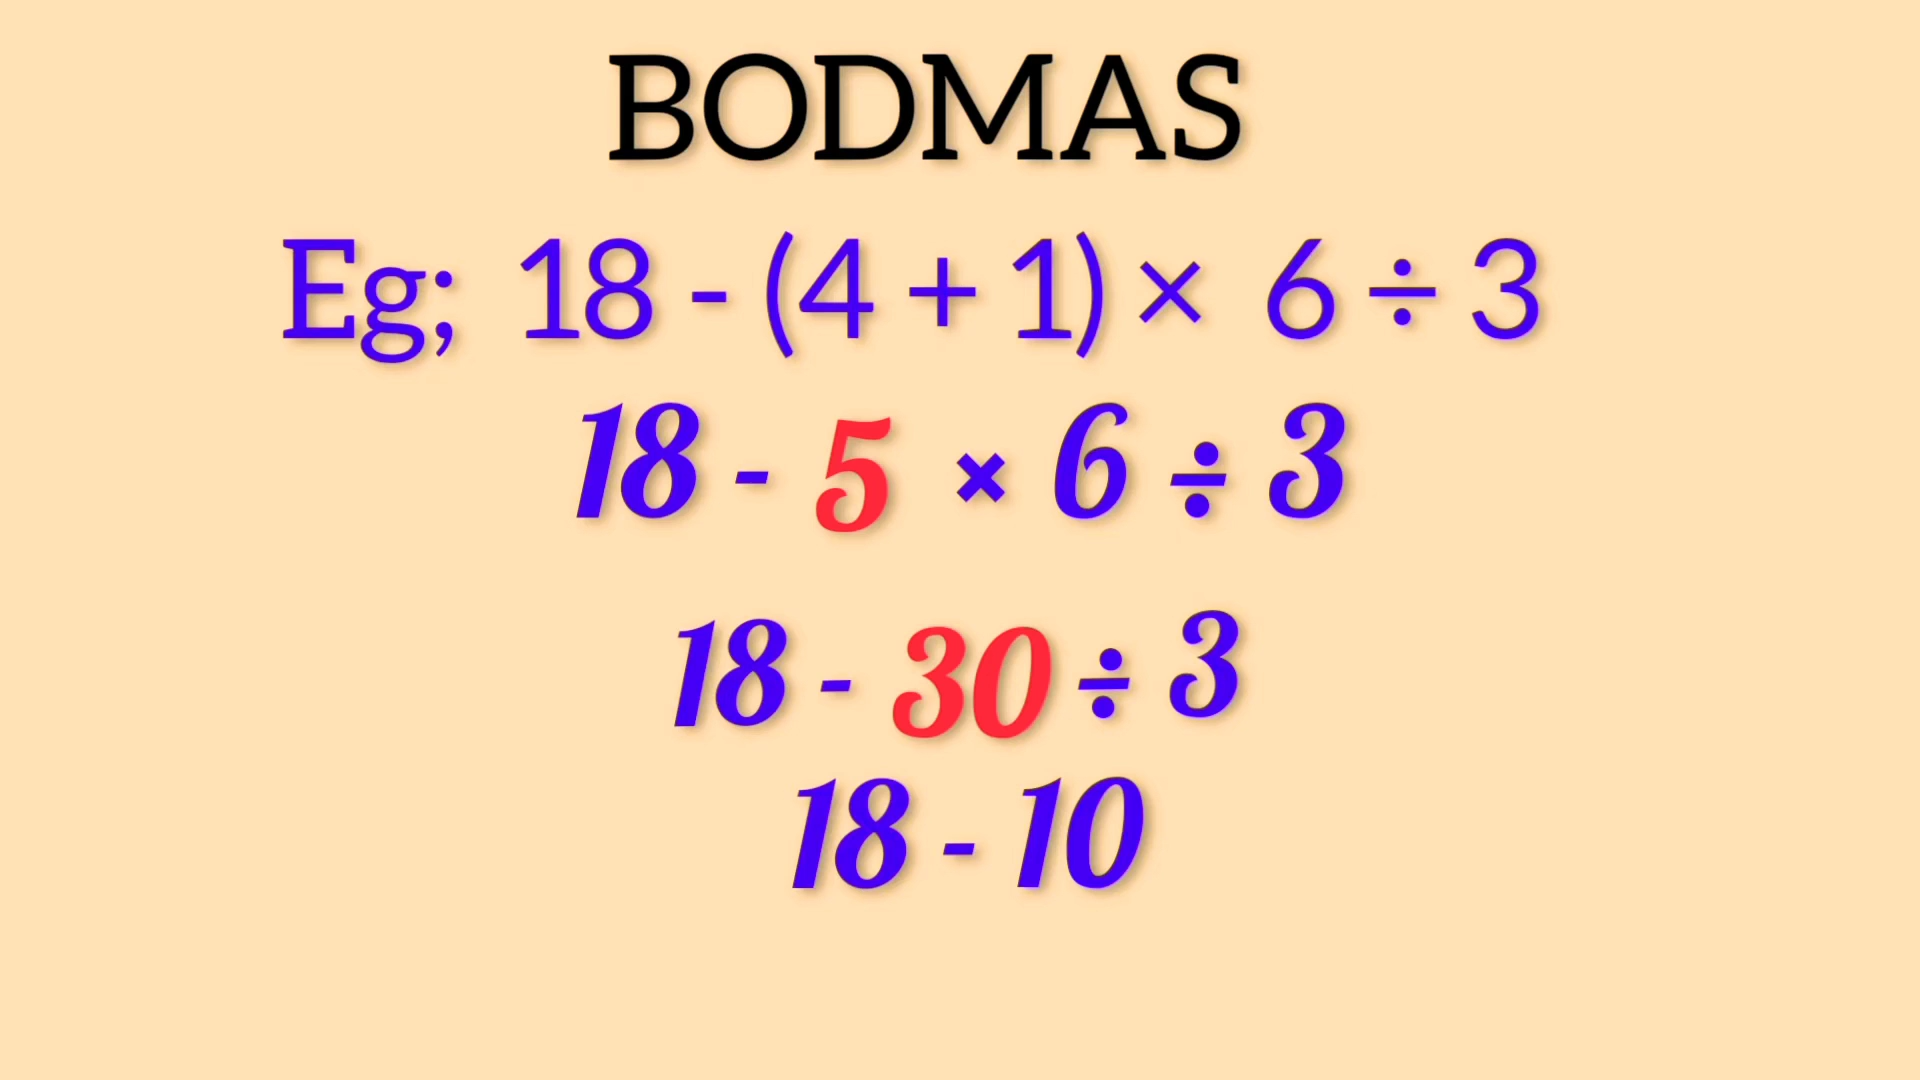 BODMAS
Eg; 18 - (4 + 1) × 6 ÷ 3
18 - 5 × 6 ÷ 3
18 - 30 ÷ 3
18 - 10